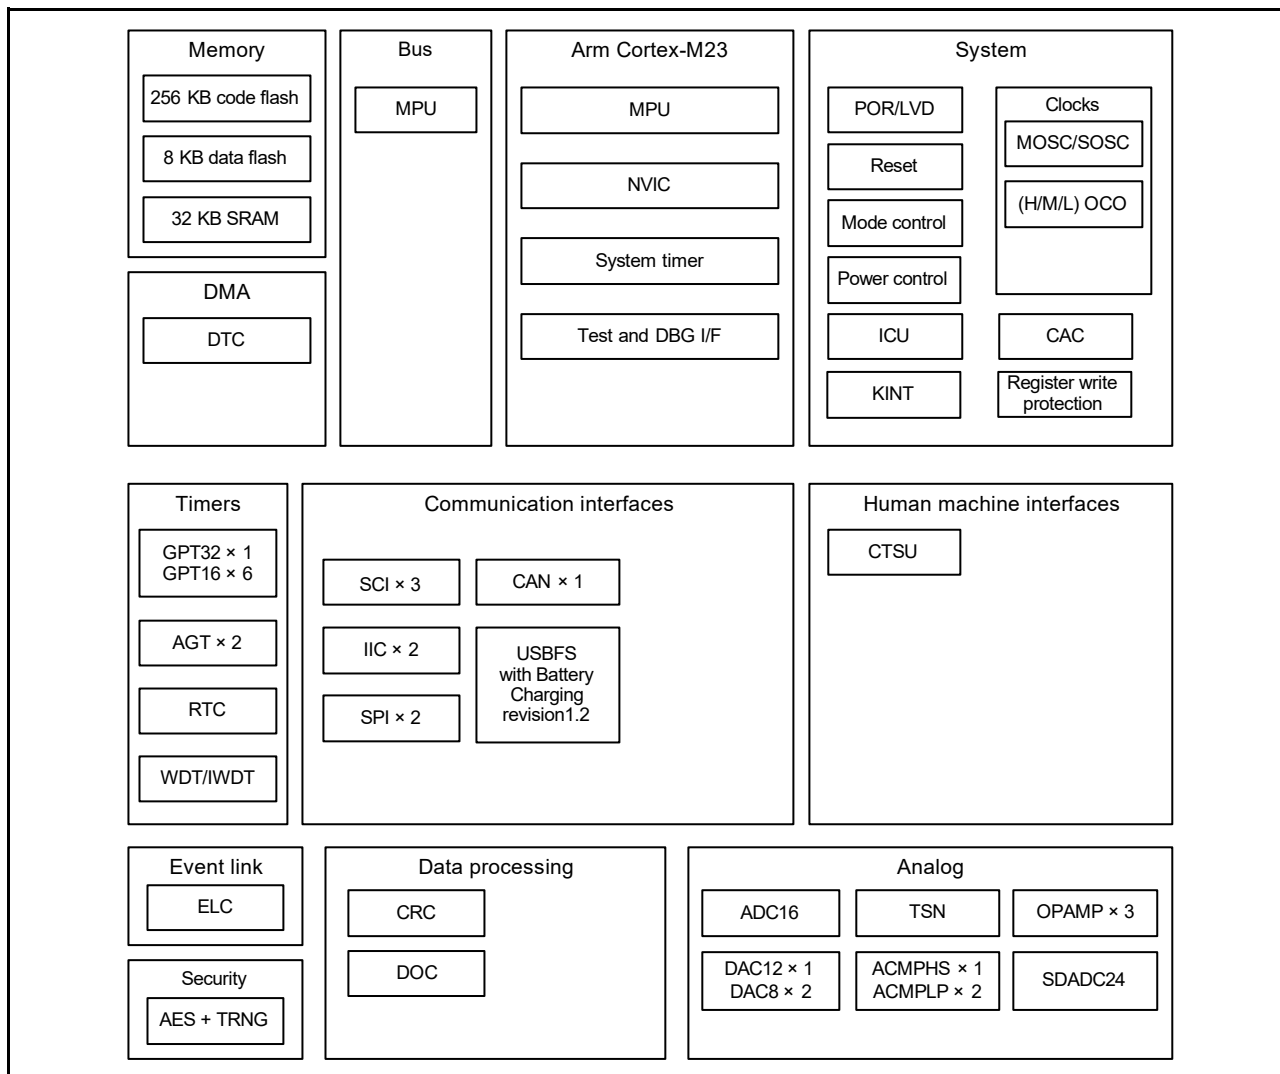 Memory
256 KB code flash
8 KB data flash
32 KB SRAM
DMA
DTC
Bus
MPU
Arm Cortex-M23
MPU
NVIC
System timer
Test and DBG I/F
System
POR/LVD
Reset
Mode control
Power control
ICU
KINT
Clocks
MOSC/SOSC
(H/M/L) OCO
CAC
Register write
protection
Timers
GPT32 × 1
GPT16 × 6
AGT × 2
RTC
WDT/IWDT
Communication interfaces
SCI × 3
IIC × 2
SPI × 2
CAN × 1
USBFS
with Battery
Charging
revision1.2
Human machine interfaces
CTSU
Event link
ELC
Security
AES + TRNG
Data processing
CRC
DOC
Analog
ADC16
TSN
OPAMP × 3
DAC12 × 1
DAC8 × 2
ACMPHS × 1
ACMPLP × 2
SDADC24